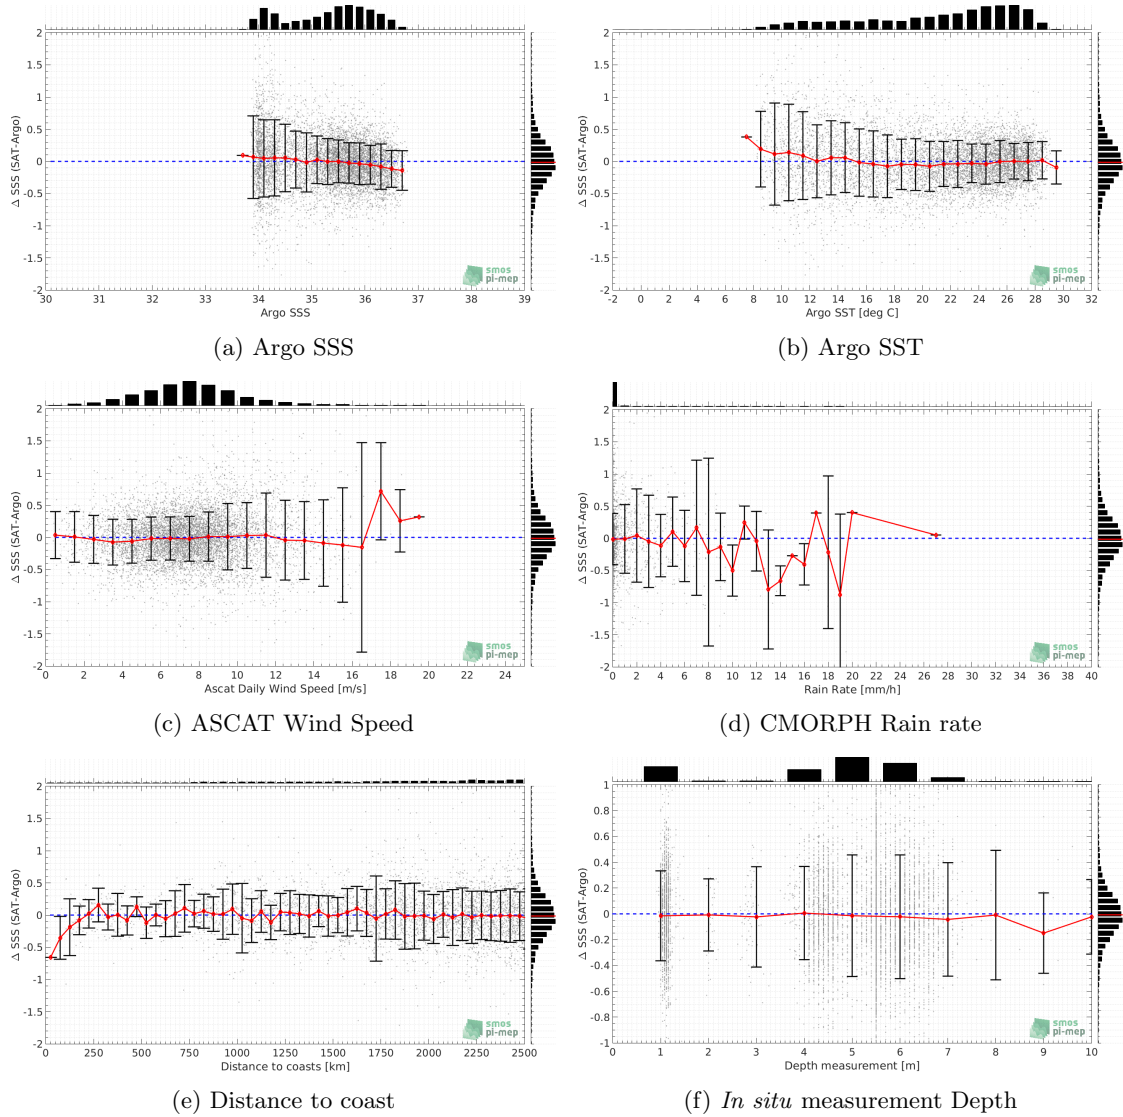 2
1.5
1
0.5
0
-0.5
-1
-1.5
-2
Δ SSS (SAT-Argo)
30 31 32 33 34 35 36 37 38 39
Argo SSS
smos
pi-mep
(a) Argo SSS
2
1.5
1
0.5
0
-0.5
-1
-1.5
-2
Δ SSS (SAT-Argo)
-2 0 2 4 6 8 10 12 14 16 18 20 22 24 26 28 30 32
Argo SST [deg C]
smos
pi-mep
(b) Argo SST
2
1.5
1
0.5
0
-0.5
-1
-1.5
-2
Δ SSS (SAT-Argo)
0 2 4 6 8 10 12 14 16 18 20 22 24
Ascat Daily Wind Speed [m/s]
smos
pi-mep
(c) ASCAT Wind Speed
2
1.5
1
0.5
0
-0.5
-1
-1.5
-2
Δ SSS (SAT-Argo)
0 2 4 6 8 10 12 14 16 18 20 22 24 26 28 30 32 34 36 38 40
Rain Rate [mm/h]
smos
pi-mep
(d) CMORPH Rain rate
2
1.5
1
0.5
0
-0.5
-1
-1.5
-2
Δ SSS (SAT-Argo)
0 250 500 750 1000 1250 1500 1750 2000 2250 2500
Distance to coasts [km]
smos
pi-mep
(e) Distance to coast
1
0.8
0.6
0.4
0.2
0
-0.2
-0.4
-0.6
-0.8
-1
Δ SSS (SAT-Argo)
0 1 2 3 4 5 6 7 8 9 10
Depth measurement [m]
smos
pi-mep
(f) In situ measurement Depth